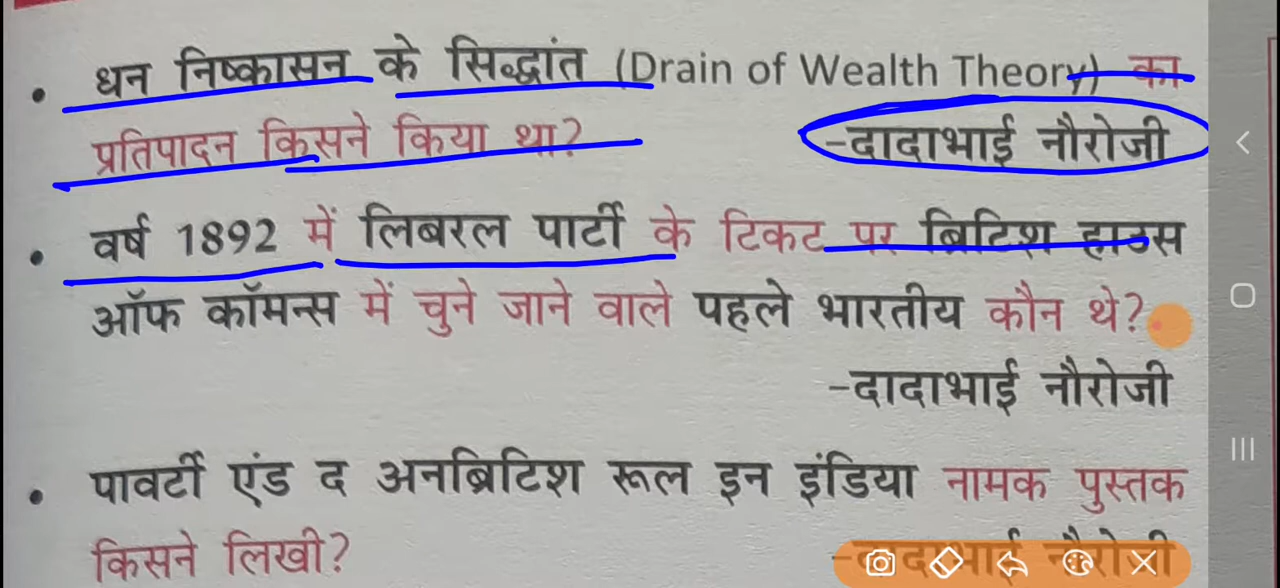 • धन निष्कासन के सिद्धांत (Drain of Wealth Theory) का
प्रतिपादन किसने किया था? -दादाभाई नौरोजी
• वर्ष 1892 में लिबरल पार्टी के टिकट पर ब्रिटिश हाउस
ऑफ कॉमन्स में चुने जाने वाले पहले भारतीय कौन थे?
-दादाभाई नौरोजी
• पावर्टी एंड द अनब्रिटिश रूल इन इंडिया नामक पुस्तक
किसने लिखी? -दादाभाई नौरोजी